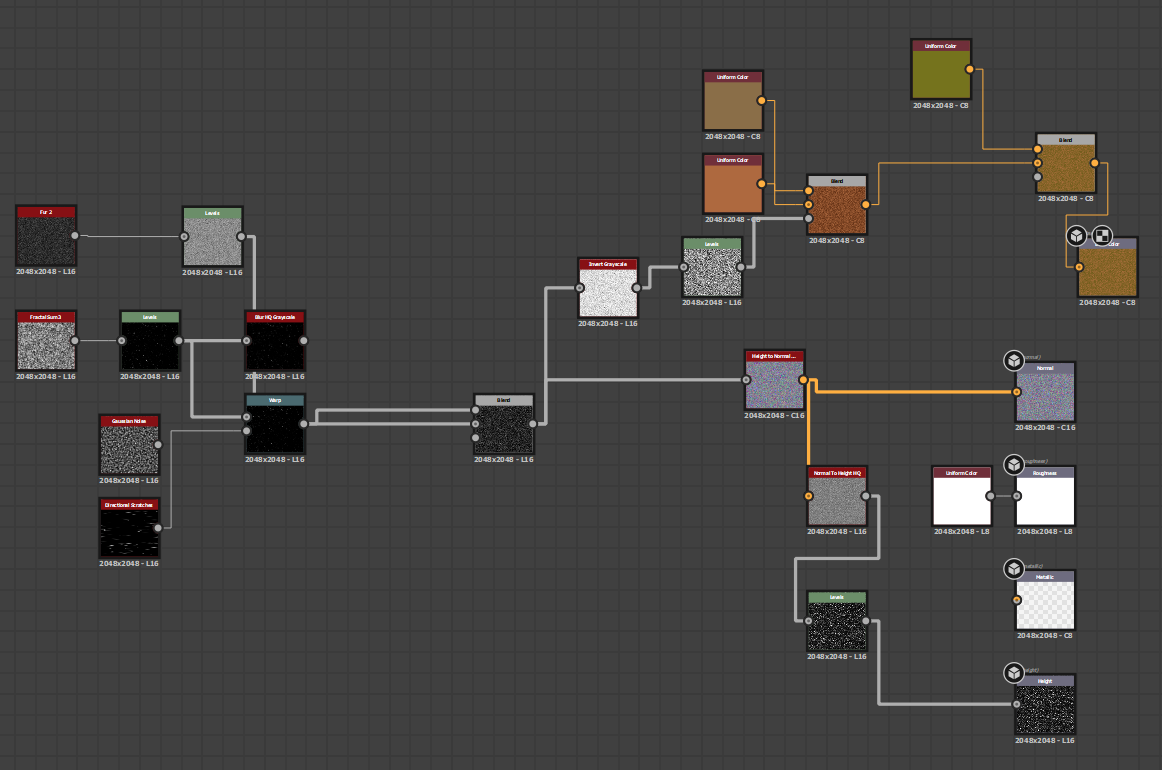 Uniform Color
2048x2048 - C8
Uniform Color
2048x2048 - C8
Blend
2048x2048 - C8
Uniform Color
2048x2048 - C8
Blend
2048x2048 - C8
Fur 2
2048x2048 - L16
Levels
2048x2048 - L16
Levels
2048x2048 - L16
Color
2048x2048 - C8
Invert Grayscale
2048x2048 - L16
Fractal Sum 3
2048x2048 - L16
Levels
2048x2048 - L16
Blur HQ Grayscale
2048x2048 - L16
Height to Normal ...
2048x2048 - C16
Normal
2048x2048 - C16
Warp
2048x2048 - L16
Blend
2048x2048 - L16
Gaussian Noise
2048x2048 - L16
Normal To Height HQ
2048x2048 - L16
Uniform Color
2048x2048 - L8
Roughness
2048x2048 - L8
Directional Scratches
2048x2048 - L16
Levels
2048x2048 - L16
Metallic
2048x2048 - C8
Height
2048x2048 - L16